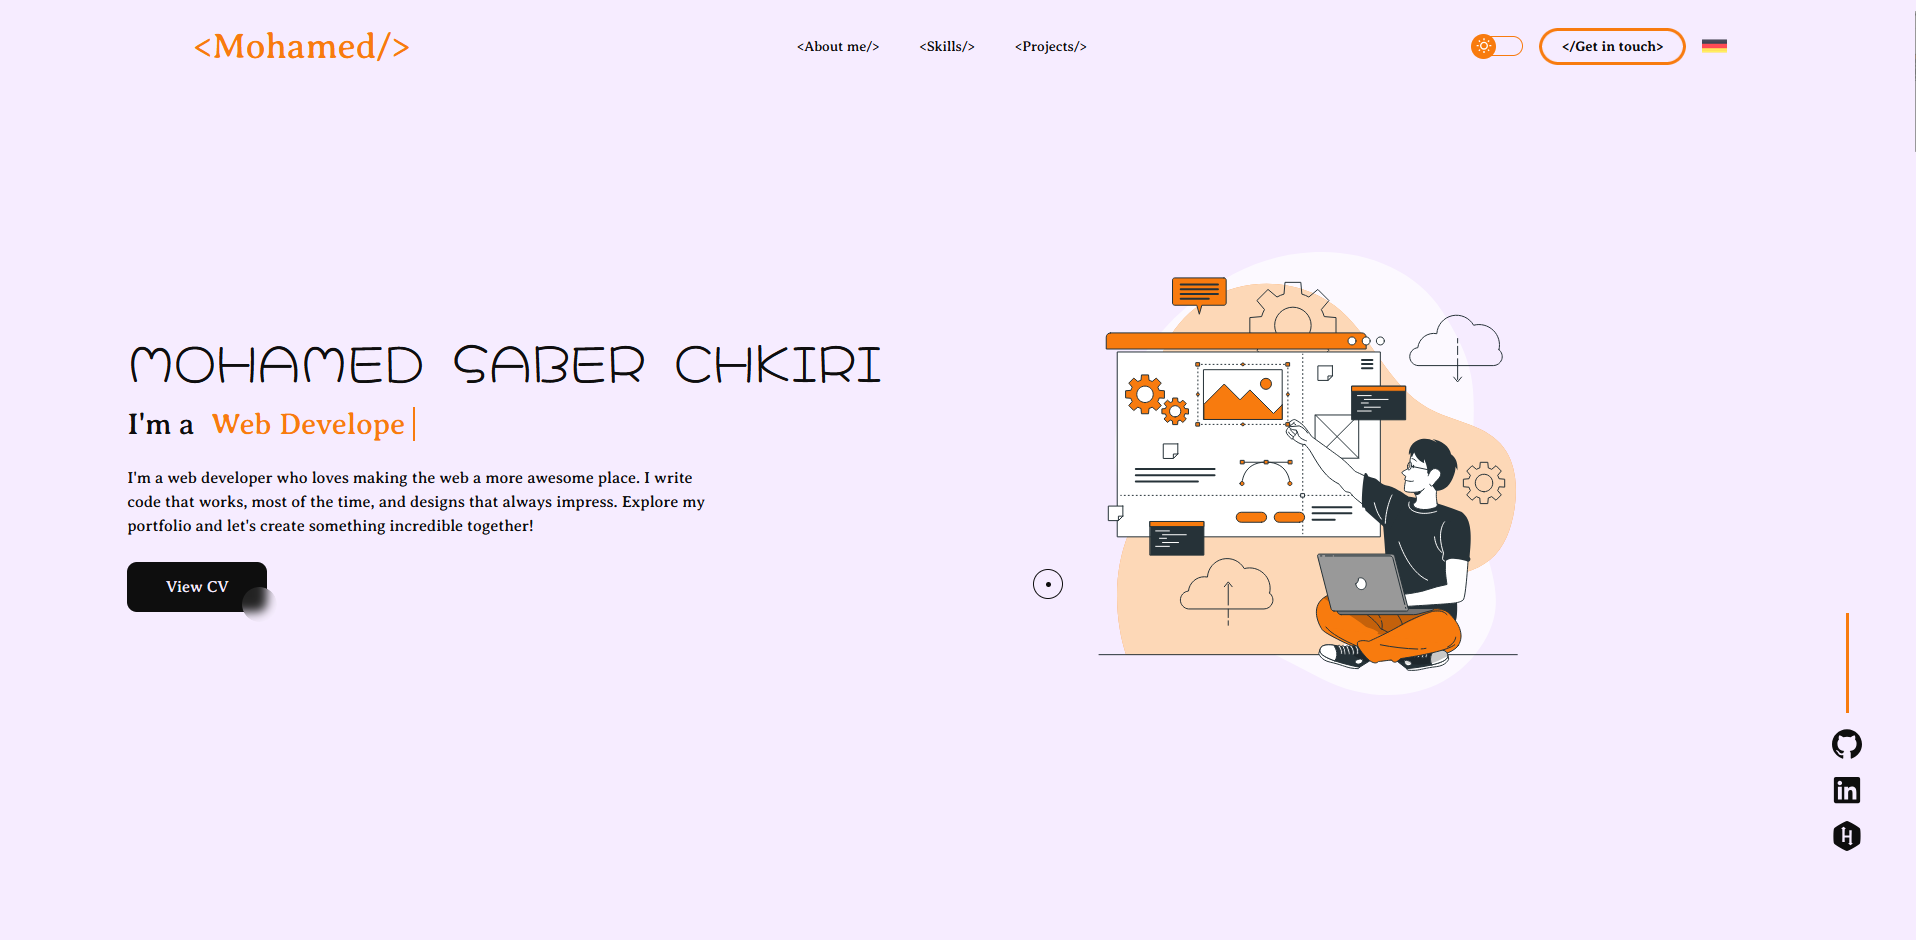 <Mohamed/>
<About me/>
<Skills/>
<Projects/>
</Get in touch>
MOHAMED SABER CHKIRI
I'm a Web Develope
I'm a web developer who loves making the web a more awesome place. I write
code that works, most of the time, and designs that always impress. Explore my
portfolio and let's create something incredible together!
View CV
in
H